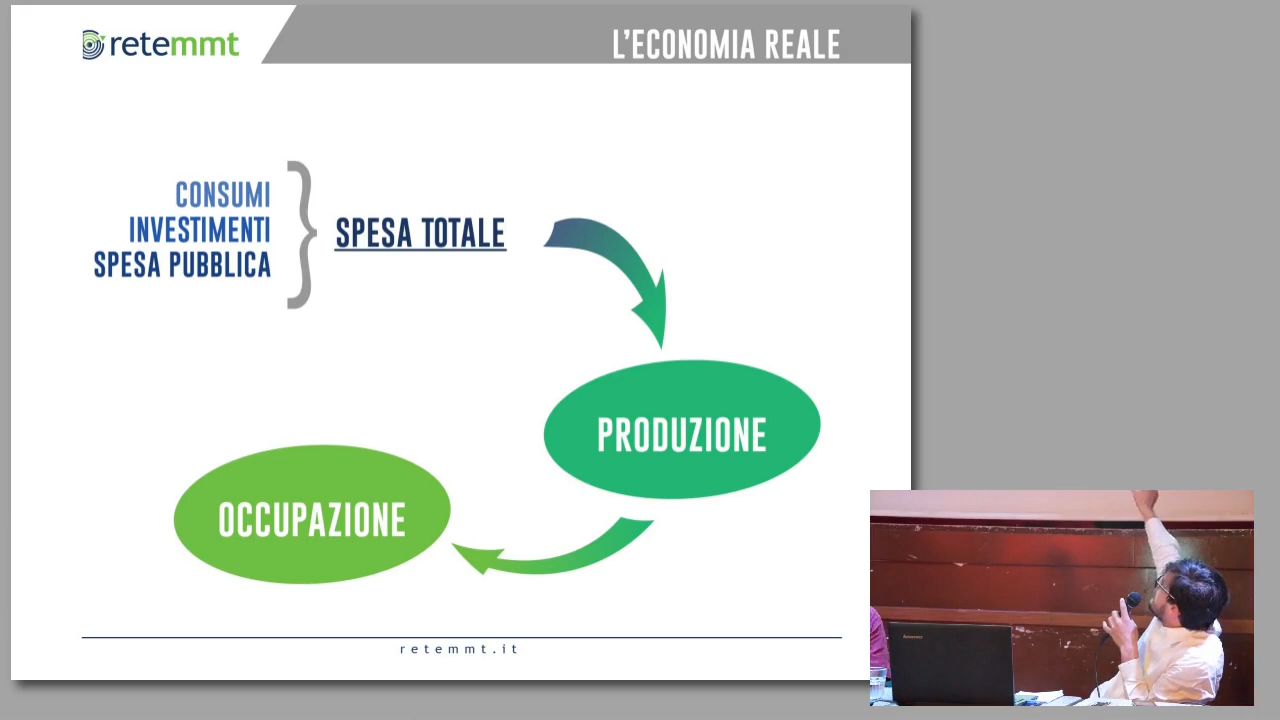 retemmt
L'ECONOMIA REALE
CONSUMI
INVESTIMENTI
SPESA PUBBLICA
SPESA TOTALE
PRODUZIONE
OCCUPAZIONE
retemmt.it